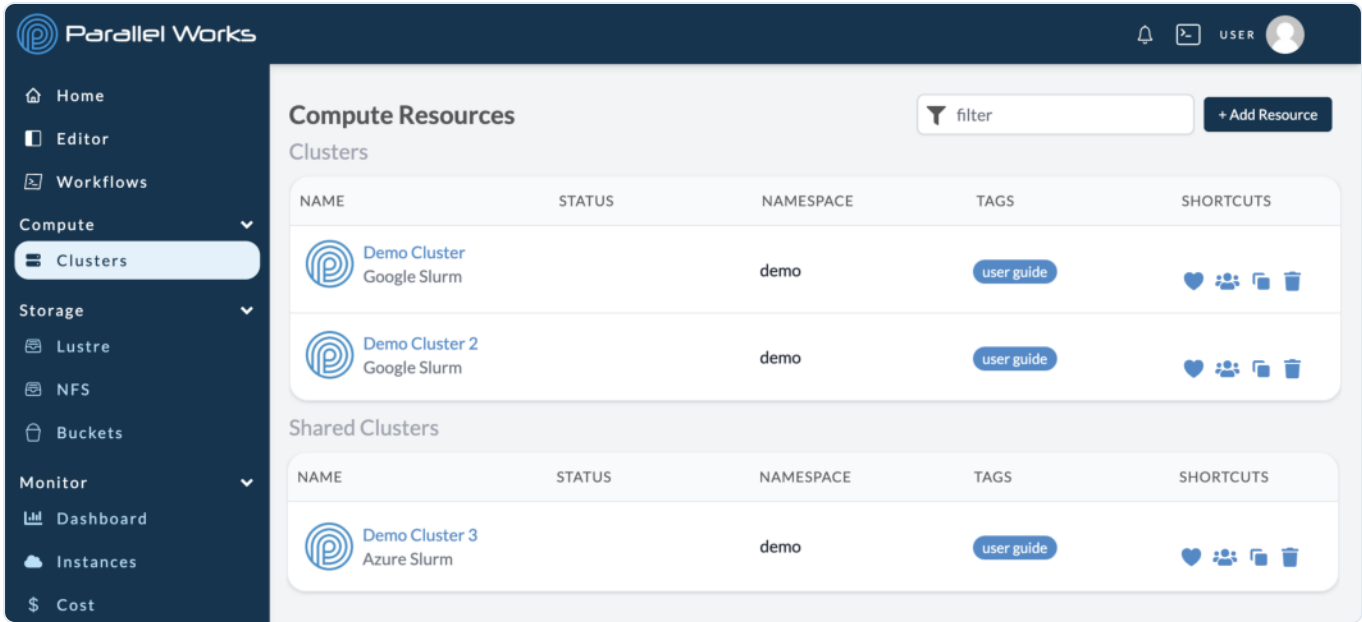 Parallel Works
USER
Home
Editor
Workflows
Compute
Clusters
Storage
Lustre
NFS
Buckets
Monitor
Dashboard
Instances
$ Cost
Compute Resources
filter
+ Add Resource
Clusters
NAME STATUS NAMESPACE TAGS SHORTCUTS
Demo Cluster
Google Slurm
demo
user guide
Demo Cluster 2
Google Slurm
demo
user guide
Shared Clusters
NAME STATUS NAMESPACE TAGS SHORTCUTS
Demo Cluster 3
Azure Slurm
demo
user guide